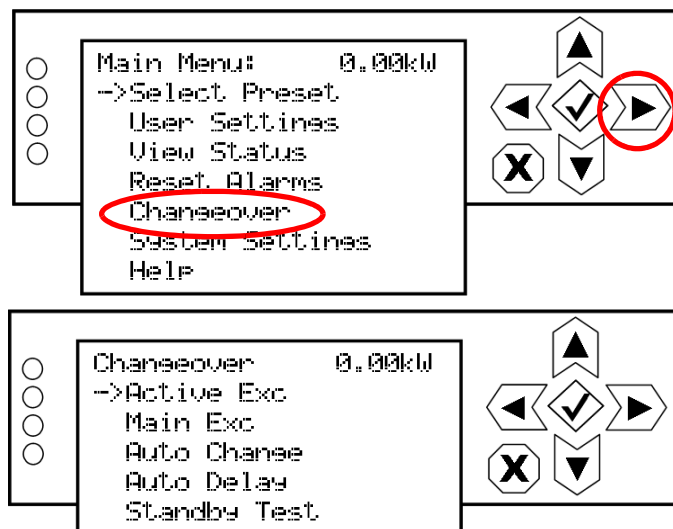 Main Menu: 0.00kW
->Select Preset
User Settings
View Status
Reset Alarms
Changeover
System Settings
Help
X
Changeover 0.00kW
->Active Exc
Main Exc
Auto Change
Auto Delay
Standby Test
X